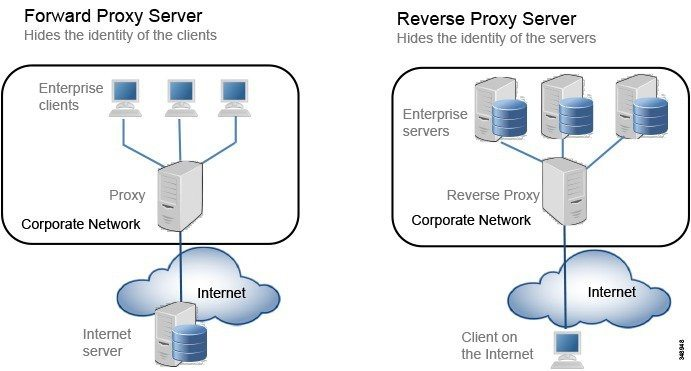 Forward Proxy Server
Hides the identity of the clients
Enterprise
clients
Proxy
Corporate Network
Internet
Internet
server
Reverse Proxy Server
Hides the identity of the servers
Enterprise
servers
Reverse Proxy
Corporate Network
Internet
Client on
the Internet
348948